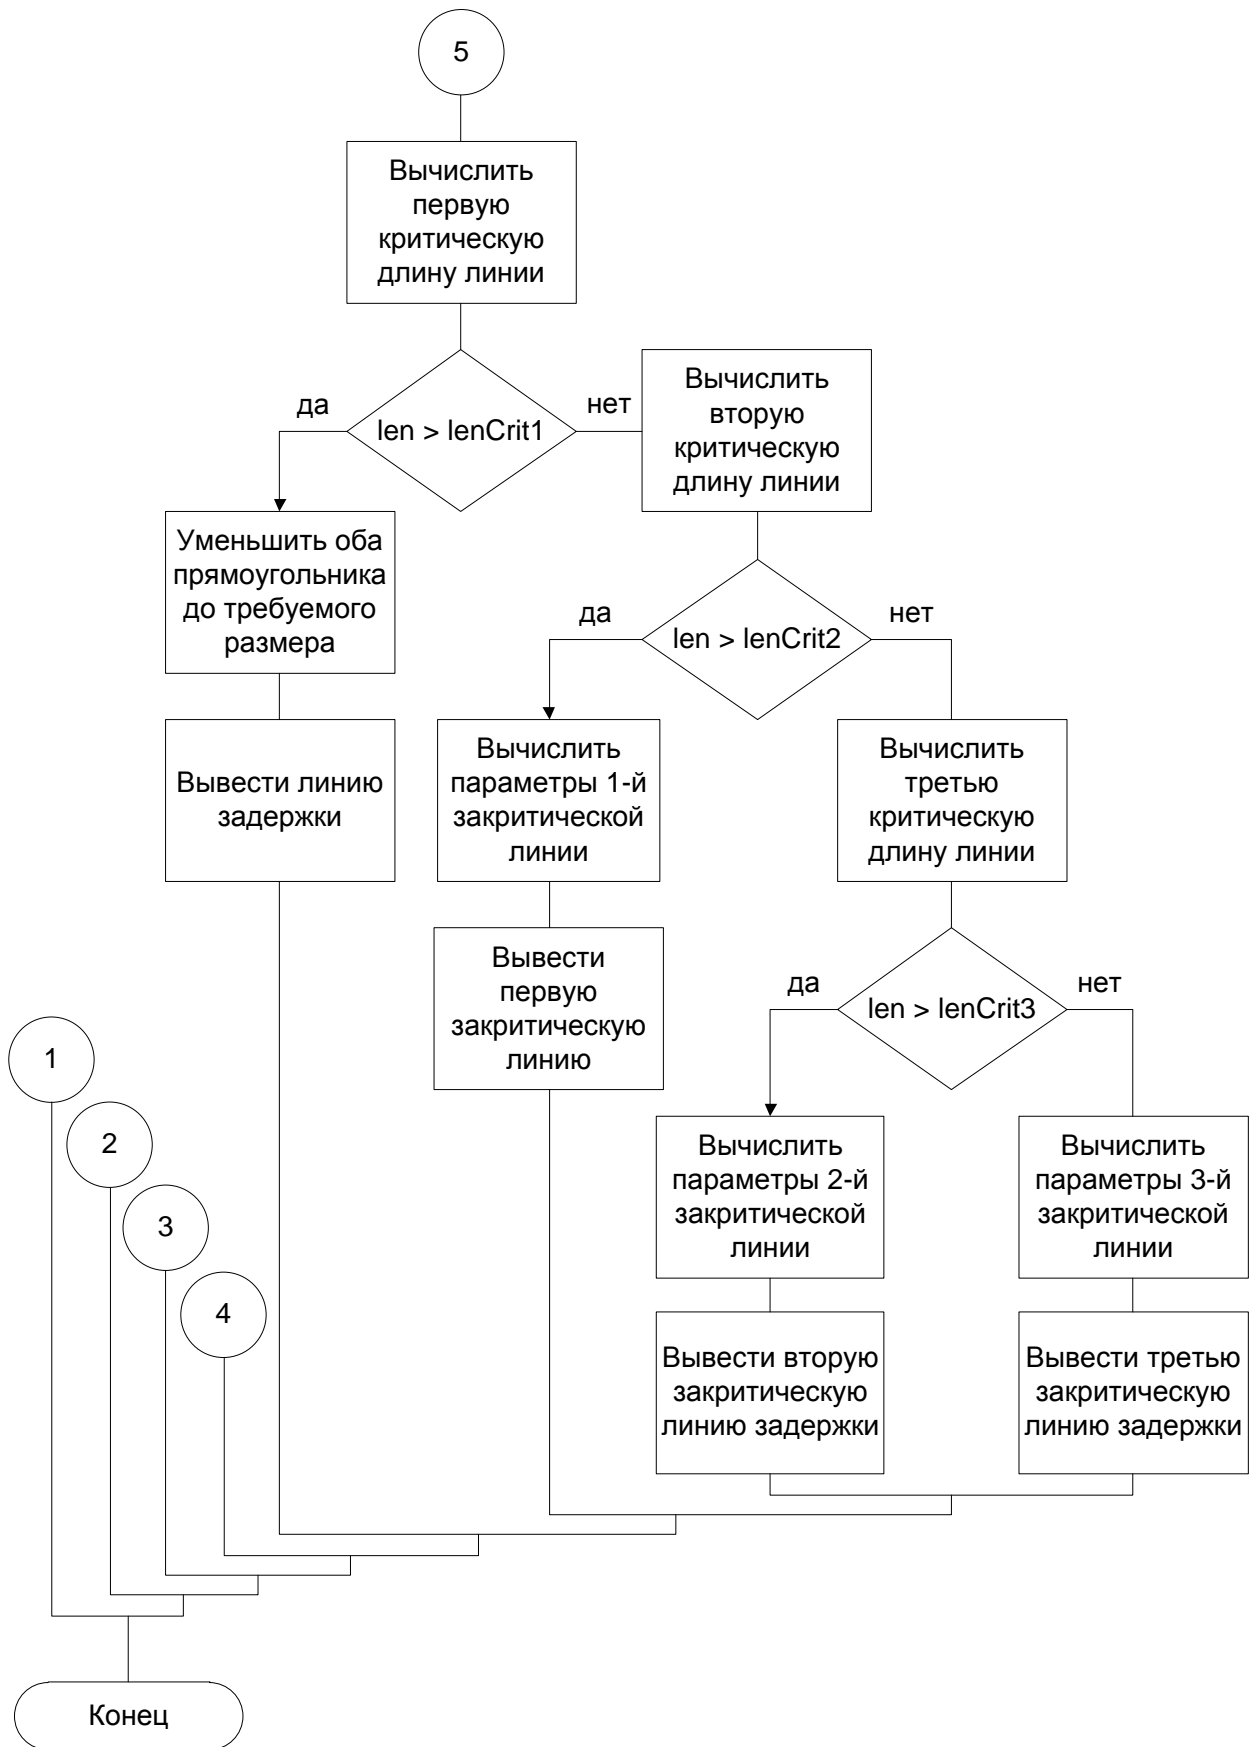 5
Вычислить
первую
критическую
длину линии
да
len > lenCrit1
нет
Вычислить
вторую
критическую
длину линии
Уменьшить оба
прямоугольника
до требуемого
размера
да
len > lenCrit2
нет
Вывести линию
задержки
Вычислить
параметры 1-й
закритической
линии
Вычислить
третью
критическую
длину линии
Вывести
первую
закритическую
линию
да
len > lenCrit3
нет
1
2
3
4
Вычислить
параметры 2-й
закритической
линии
Вычислить
параметры 3-й
закритической
линии
Вывести вторую
закритическую
линию задержки
Вывести третью
закритическую
линию задержки
Конец